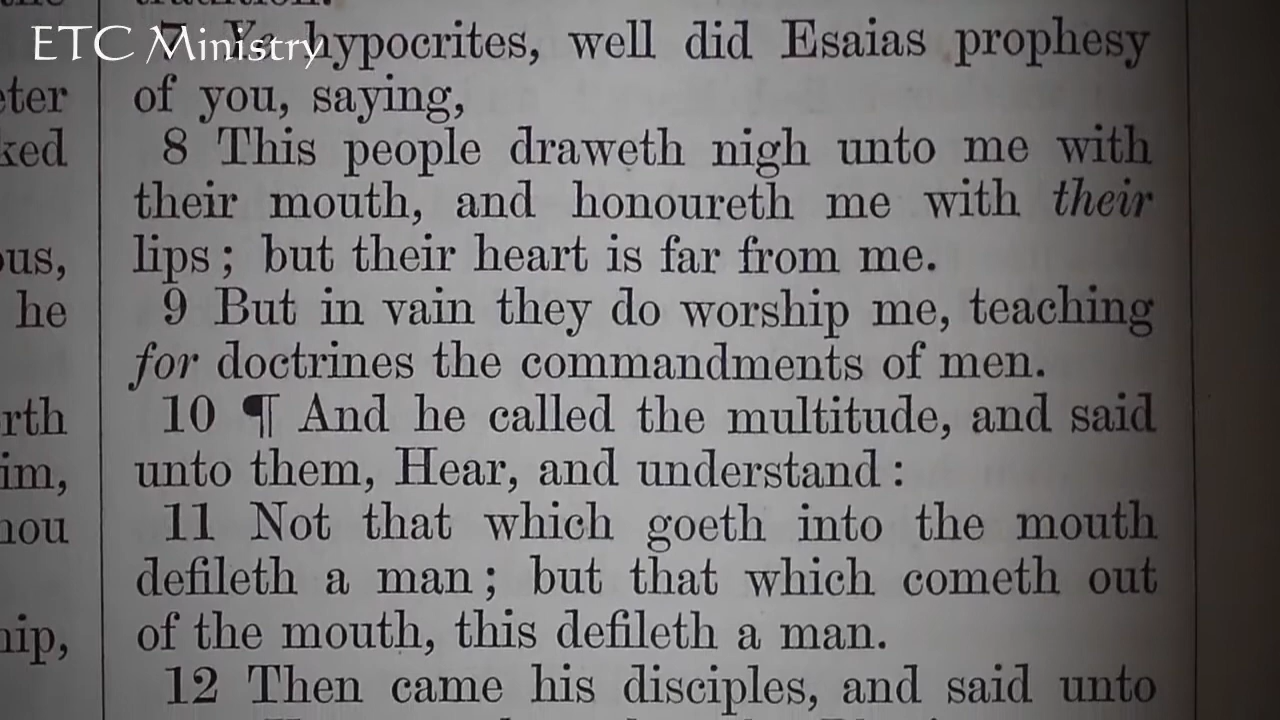 ETC Ministry
7 Ye hypocrites, well did Esaias prophesy
of you, saying,
8 This people draweth nigh unto me with
their mouth, and honoureth me with their
lips; but their heart is far from me.
9 But in vain they do worship me, teaching
for doctrines the commandments of men.
10 ¶ And he called the multitude, and said
unto them, Hear, and understand:
11 Not that which goeth into the mouth
defileth a man; but that which cometh out
of the mouth, this defileth a man.
12 Then came his disciples, and said unto